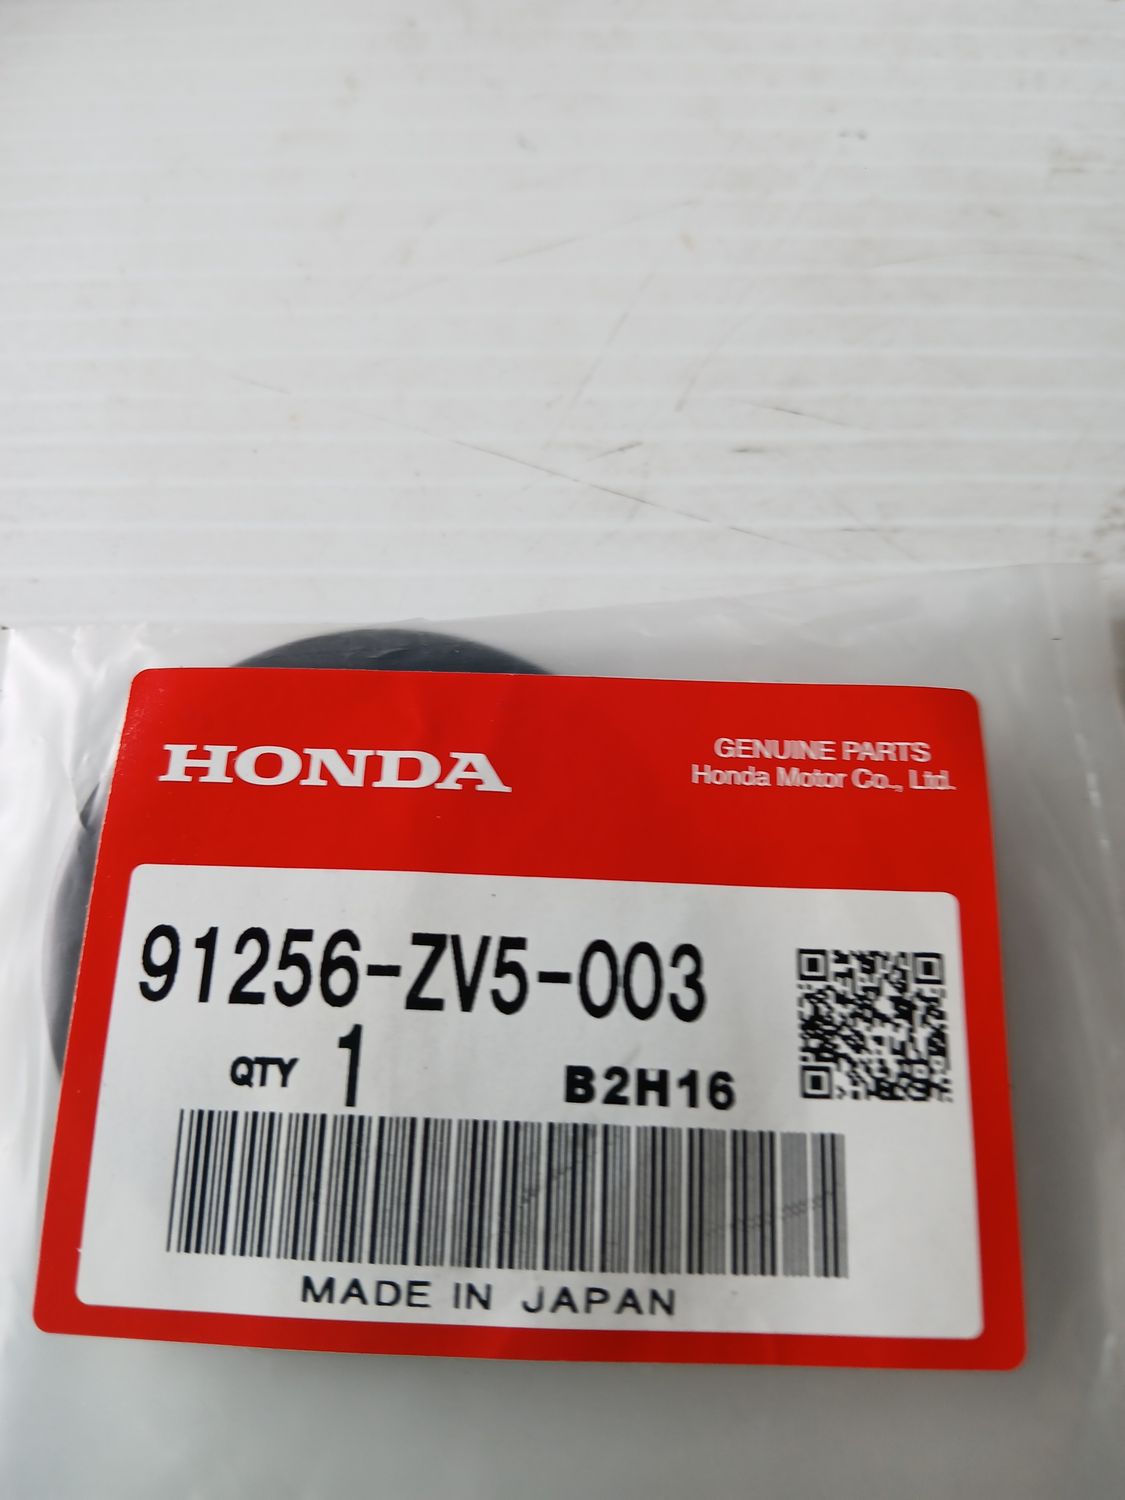 HONDA
GENUINE PARTS
Honda Motor Co., Ltd.
91256-ZV5-003
QTY 1 B2H16
MADE IN JAPAN